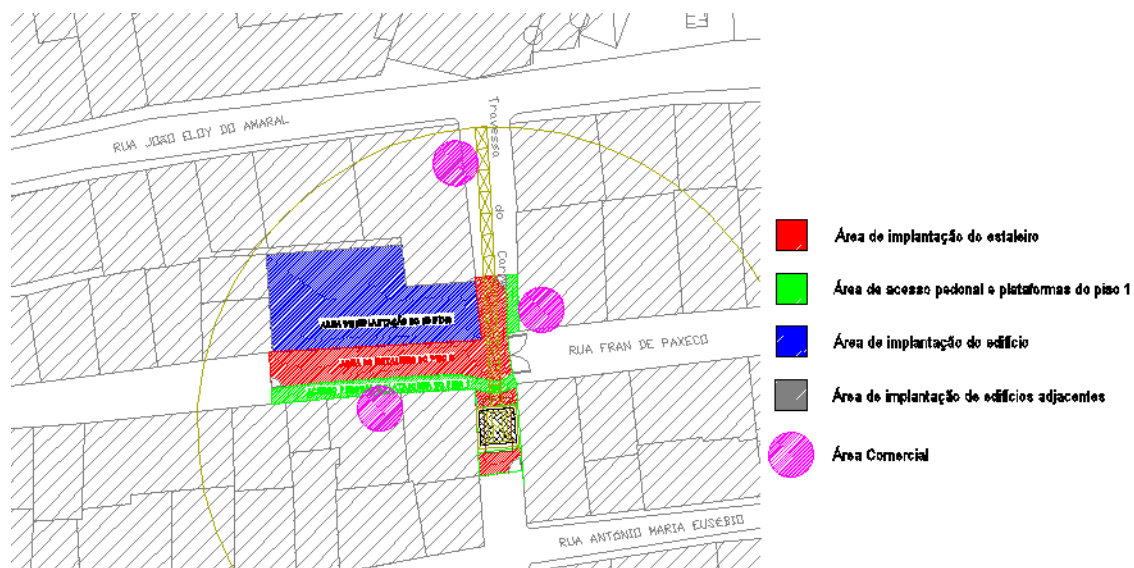 Travessa do
RUA JOÃO ELOY DO AMARAL
RUA FRAN DE PAXECO
RUA ANTÓNIO MARIA EUSÉBIO
Área de implantação do estaleiro
Área de acesso pedonal e plataformas do piso 1
Área de implantação do edifício
Área de implantação de edifícios adjacentes
Área Comercial